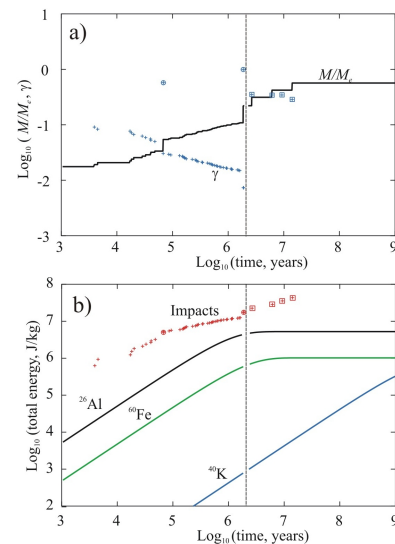 a)
1
0
-1
-2
-3
Log₁₀ ( M/Mₑ, γ )
M/Mₑ
γ
3 4 5 6 7 8 9
Log₁₀ (time, years)
b)
8
7
6
5
4
3
2
Log₁₀ (total energy, J/kg)
Impacts
²⁶Al
⁶⁰Fe
⁴⁰K
3 4 5 6 7 8 9
Log₁₀ (time, years)